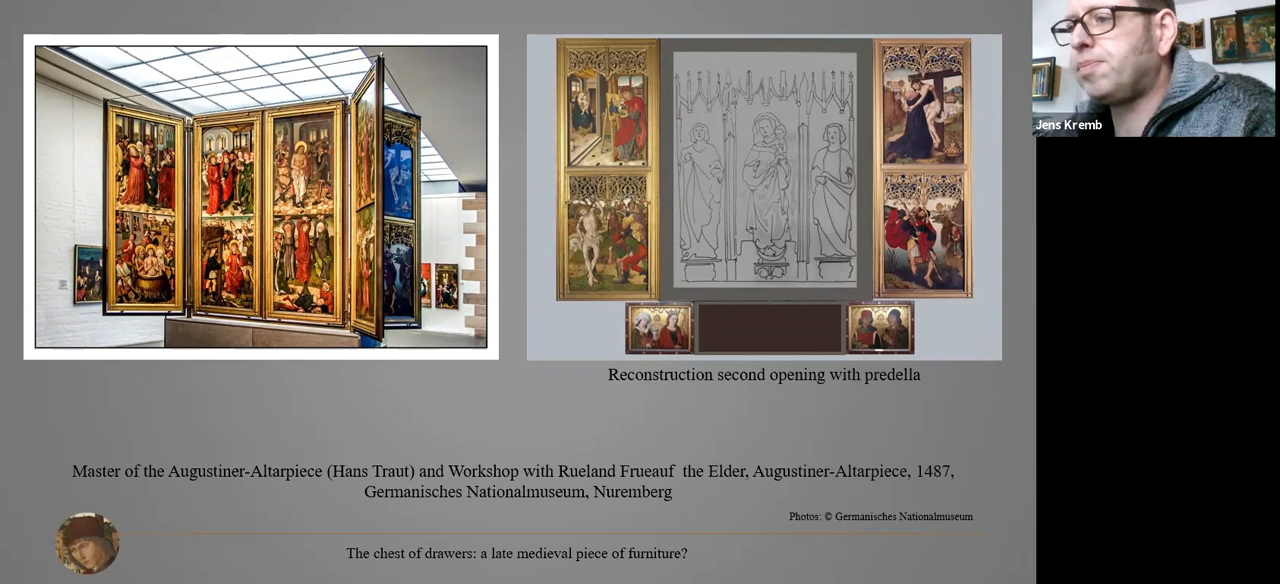 Jens Kremb
Reconstruction second opening with predella
Master of the Augustiner-Altarpiece (Hans Traut) and Workshop with Rueland Frueauf the Elder, Augustiner-Altarpiece, 1487,
Germanisches Nationalmuseum, Nuremberg
Photos: © Germanisches Nationalmuseum
The chest of drawers: a late medieval piece of furniture?